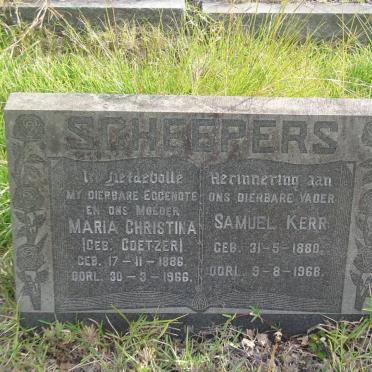 SCHEEPERS
In liefdevolle
MY DIERBARE EGGENOTE
EN ONS MOEDER
MARIA CHRISTINA
(GEB. COETZER)
GEB. 17-11-1886.
OORL. 30-3-1966.
Herinnering aan
ONS DIERBARE VADER
SAMUEL KERR
GEB. 31-5-1880.
OORL. 9-8-1968.